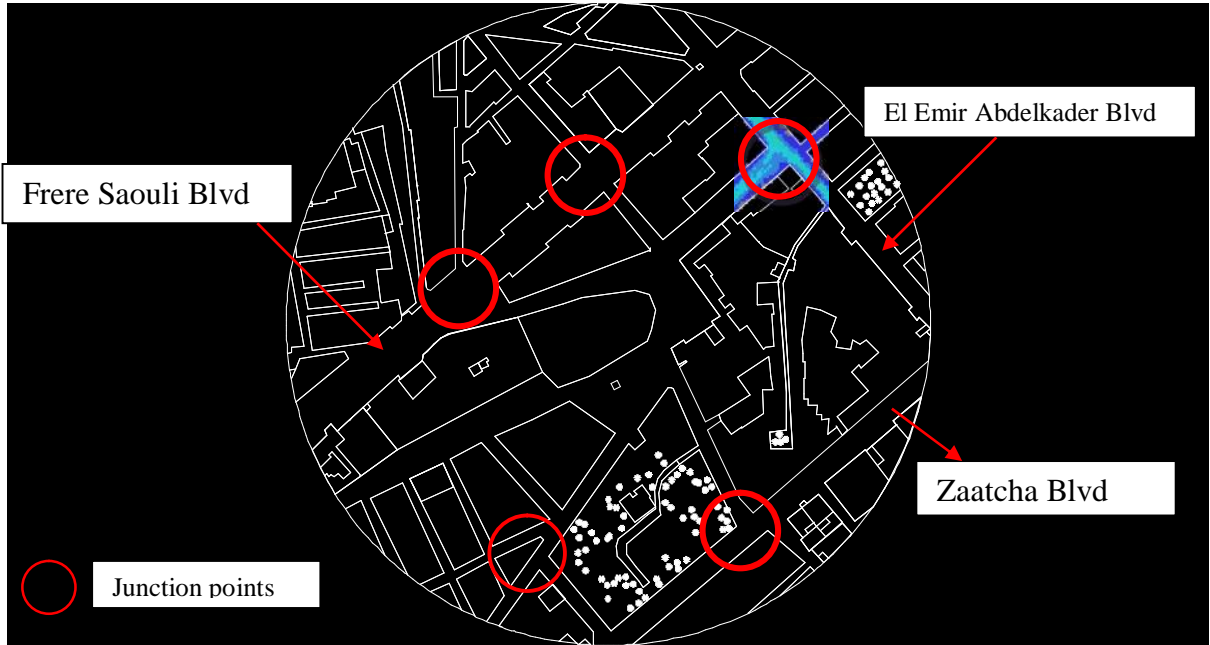 El Emir Abdelkader Blvd
Frere Saouli Blvd
Zaatcha Blvd
Junction points